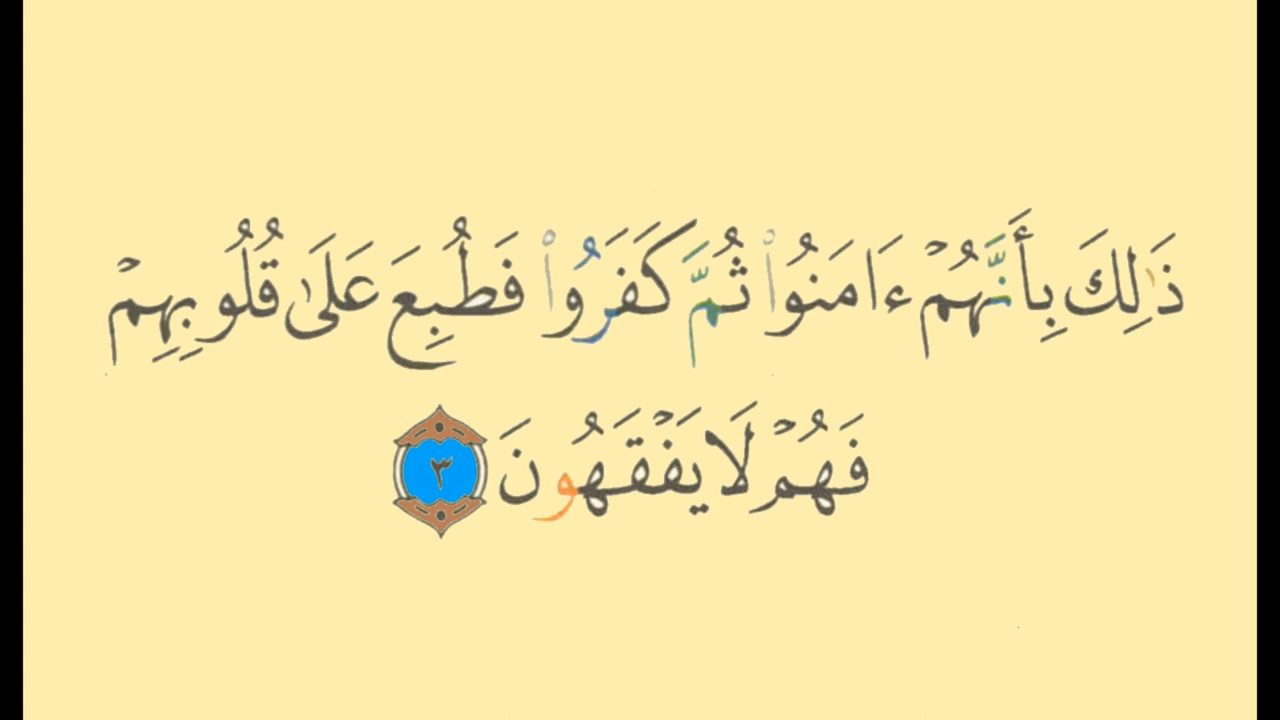 ذَٰلِكَ بِأَنَّهُمۡ ءَامَنُواْ ثُمَّ كَفَرُواْ فَطُبِعَ عَلَىٰ قُلُوبِهِمۡ
فَهُمۡ لَا يَفۡقَهُونَ ٣